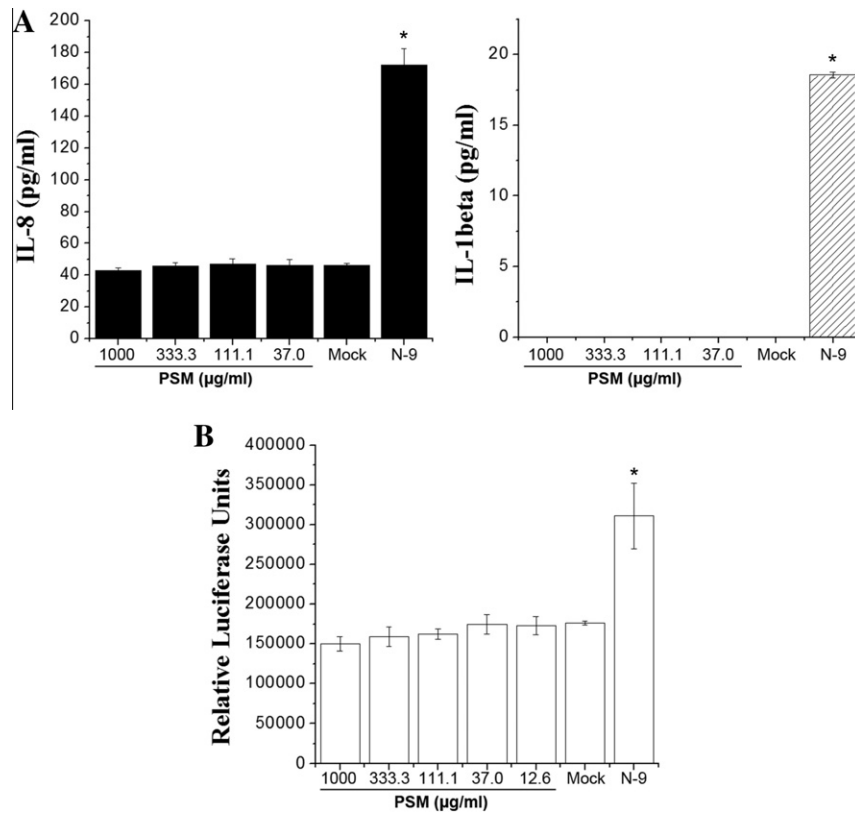 A
IL-8 (pg/ml)
200
180
160
140
120
100
80
60
40
20
0
*
1000 333.3 111.1 37.0 Mock N-9
PSM (µg/ml)
IL-1beta (pg/ml)
20
15
10
5
0
*
1000 333.3 111.1 37.0 Mock N-9
PSM (µg/ml)
B
Relative Luciferase Units
400000
350000
300000
250000
200000
150000
100000
50000
0
*
1000 333.3 111.1 37.0 12.6 Mock N-9
PSM (µg/ml)